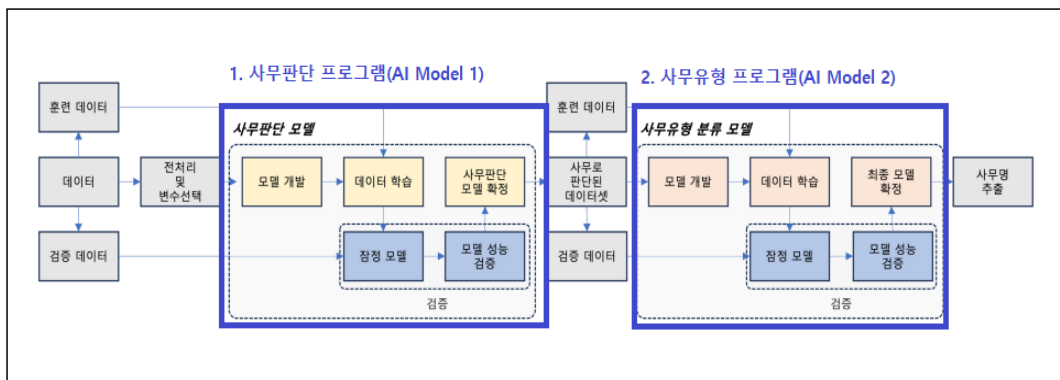 1. 사무판단 프로그램(AI Model 1)
2. 사무유형 프로그램(AI Model 2)
훈련 데이터
데이터
검증 데이터
전처리
및
변수선택
사무판단 모델
모델 개발
데이터 학습
사무판단
모델 확정
잠정 모델
모델 성능
검증
검증
훈련 데이터
사무로
판단된
데이터셋
검증 데이터
사무유형 분류 모델
모델 개발
데이터 학습
최종 모델
확정
잠정 모델
모델 성능
검증
검증
사무명
추출